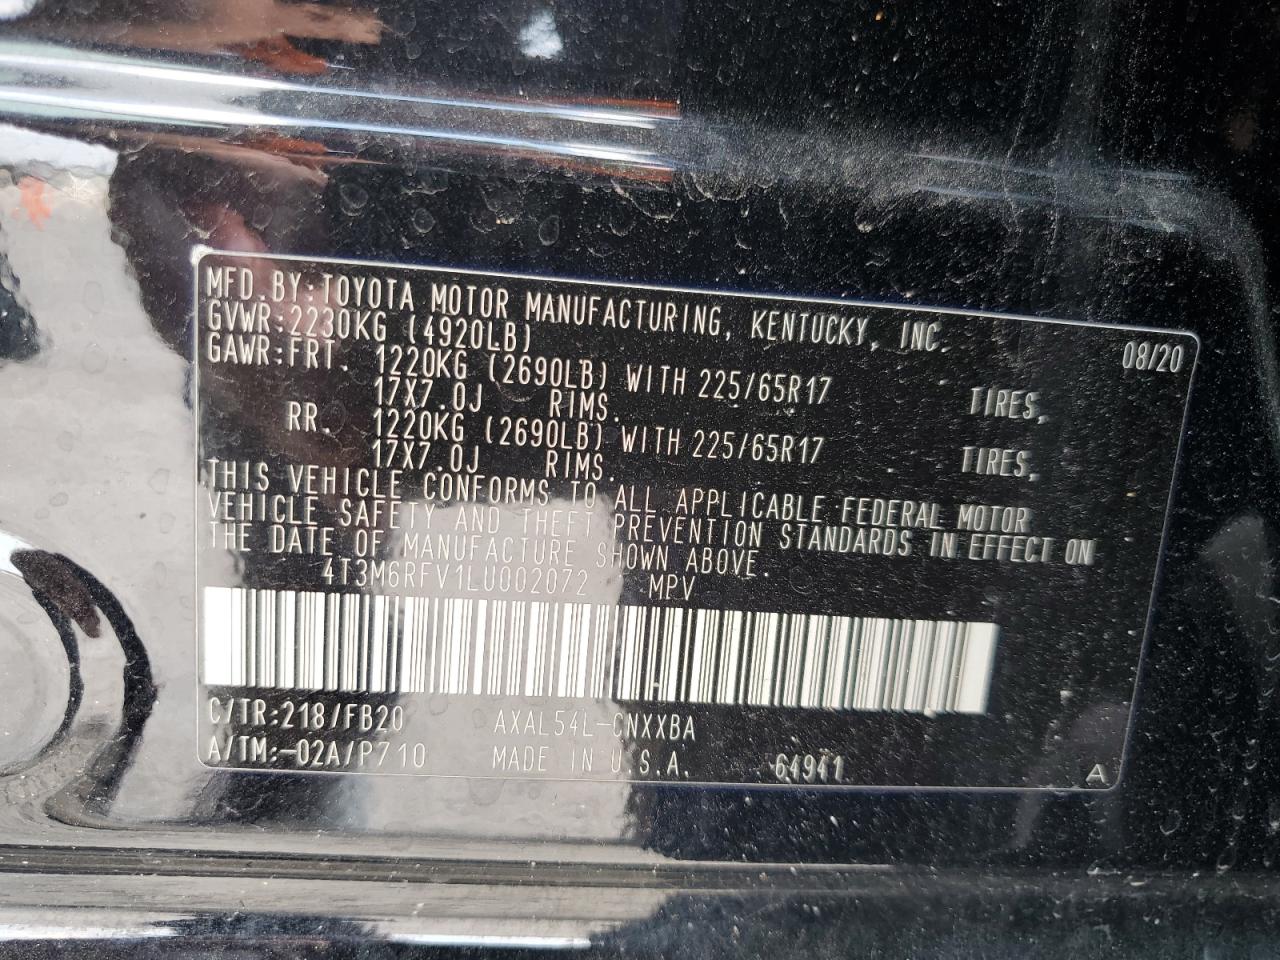 MFD.BY:TOYOTA MOTOR MANUFACTURING, KENTUCKY, INC. 08/20
GVWR:2230KG (4920LB)
GAWR:FRT. 1220KG (2690LB) WITH 225/65R17 TIRES,
17X7.0J RIMS.
RR. 1220KG (2690LB) WITH 225/65R17 TIRES,
17X7.0J RIMS.
THIS VEHICLE CONFORMS TO ALL APPLICABLE FEDERAL MOTOR
VEHICLE SAFETY AND THEFT PREVENTION STANDARDS IN EFFECT ON
THE DATE OF MANUFACTURE SHOWN ABOVE.
4T3M6RFV1LU002072 MPV
C/TR:218/FB20 AXAL54L-CNXXBA
A/TM:-02A/P710 MADE IN U.S.A. 64941 A